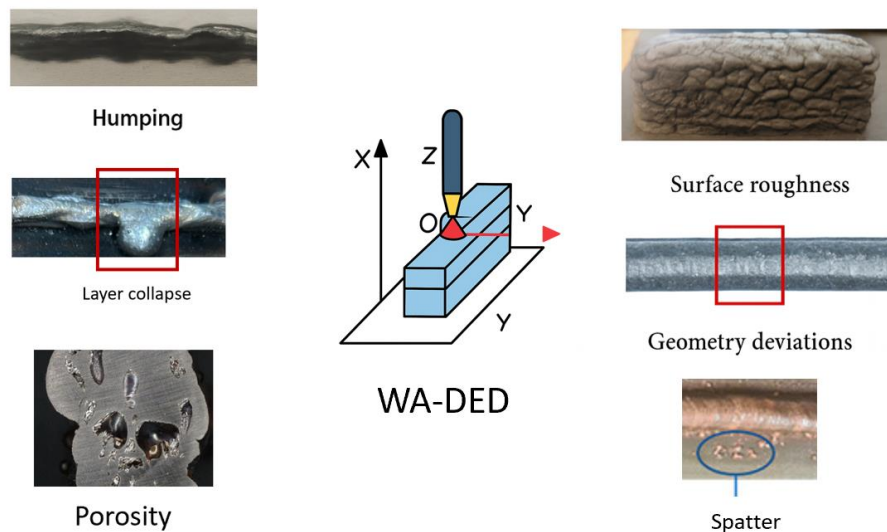 Humping
Layer collapse
Porosity
X
Z
O
Y
Y
WA-DED
Surface roughness
Geometry deviations
Spatter